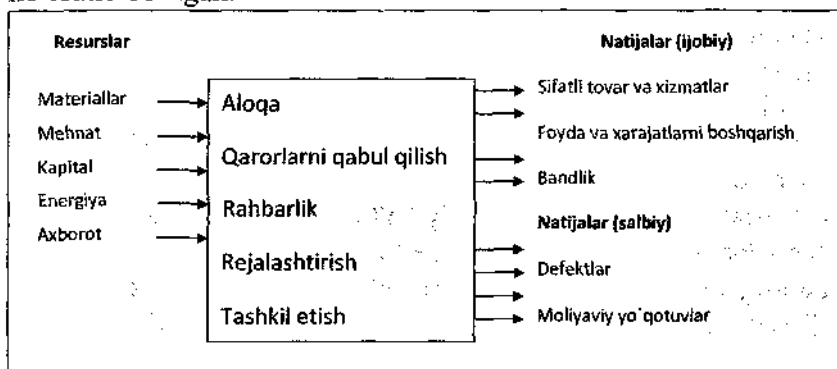 Resurslar
Natijalar (ijobiy)
Materiallar
Mehnat
Kapital
Energiya
Axborot
Aloqa
Qarorlarni qabul qilish
Rahbarlik
Rejalashtirish
Tashkil etish
Sifatli tovar va xizmatlar
Foyda va xarajatlarni boshqarish
Bandlik
Natijalar (salbiy)
Defektlar
Moliyaviy yo'qotuvlar